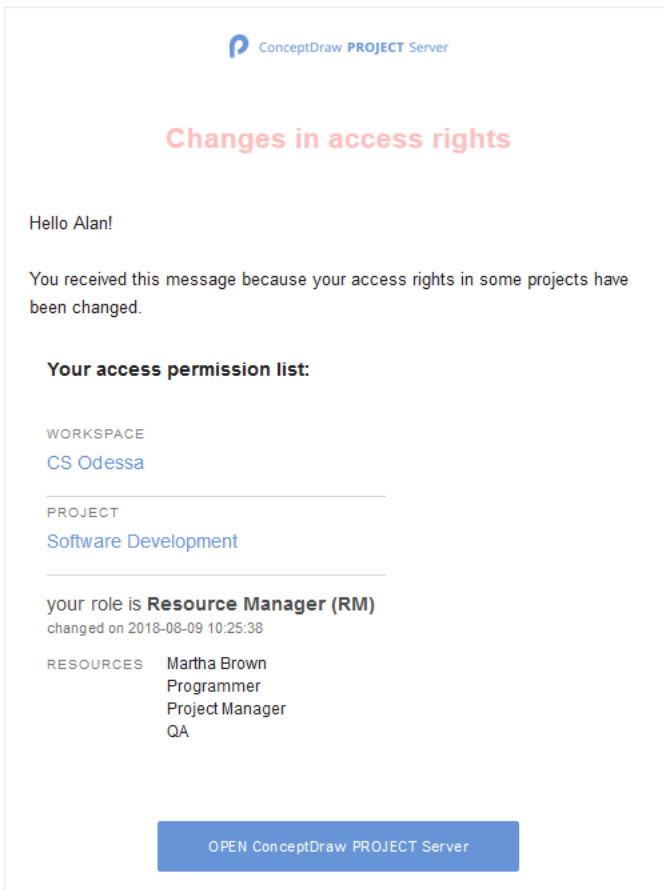 ConceptDraw PROJECT Server
Changes in access rights
Hello Alan!
You received this message because your access rights in some projects have
been changed.
Your access permission list:
WORKSPACE
CS Odessa
PROJECT
Software Development
your role is Resource Manager (RM)
changed on 2018-08-09 10:25:38
RESOURCES Martha Brown
Programmer
Project Manager
QA
OPEN ConceptDraw PROJECT Server